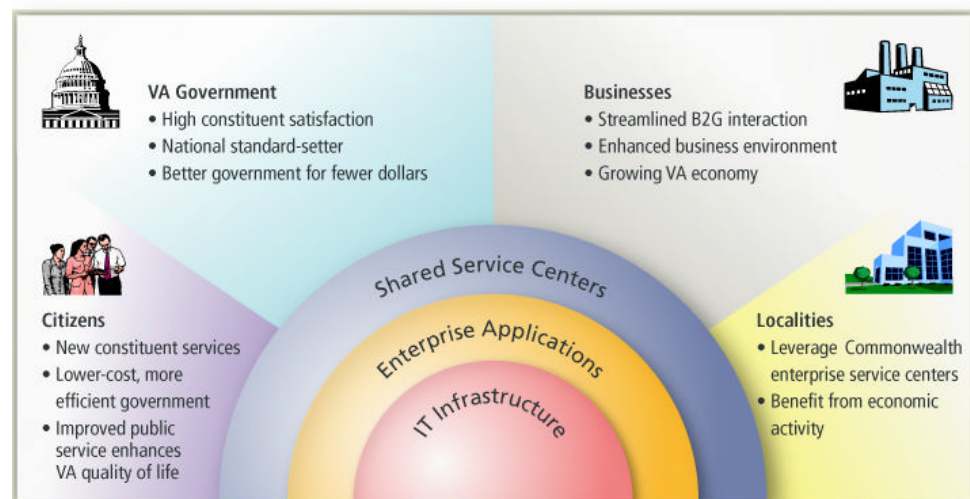 VA Government
• High constituent satisfaction
• National standard-setter
• Better government for fewer dollars
Businesses
• Streamlined B2G interaction
• Enhanced business environment
• Growing VA economy
Citizens
• New constituent services
• Lower-cost, more
efficient government
• Improved public
service enhances
VA quality of life
Shared Service Centers
Enterprise Applications
IT Infrastructure
Localities
• Leverage Commonwealth
enterprise service centers
• Benefit from economic
activity